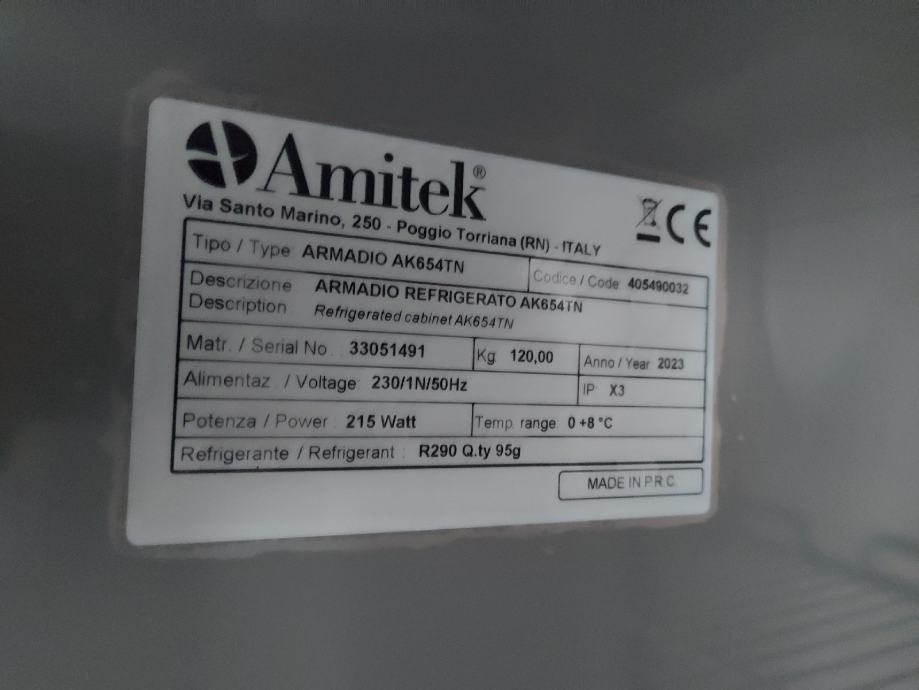 Amitek®
Via Santo Marino, 250 - Poggio Torriana (RN) - ITALY
CE
Tipo / Type ARMADIO AK654TN
Codice / Code 405490032
Descrizione ARMADIO REFRIGERATO AK654TN
Description Refrigerated cabinet AK654TN
Matr. / Serial No. 33051491
Kg 120,00
Anno / Year 2023
Alimentaz. / Voltage: 230/1N/50Hz
IP X3
Potenza / Power 215 Watt
Temp. range 0 +8 °C
Refrigerante / Refrigerant : R290 Q.ty 95g
MADE IN P.R.C.